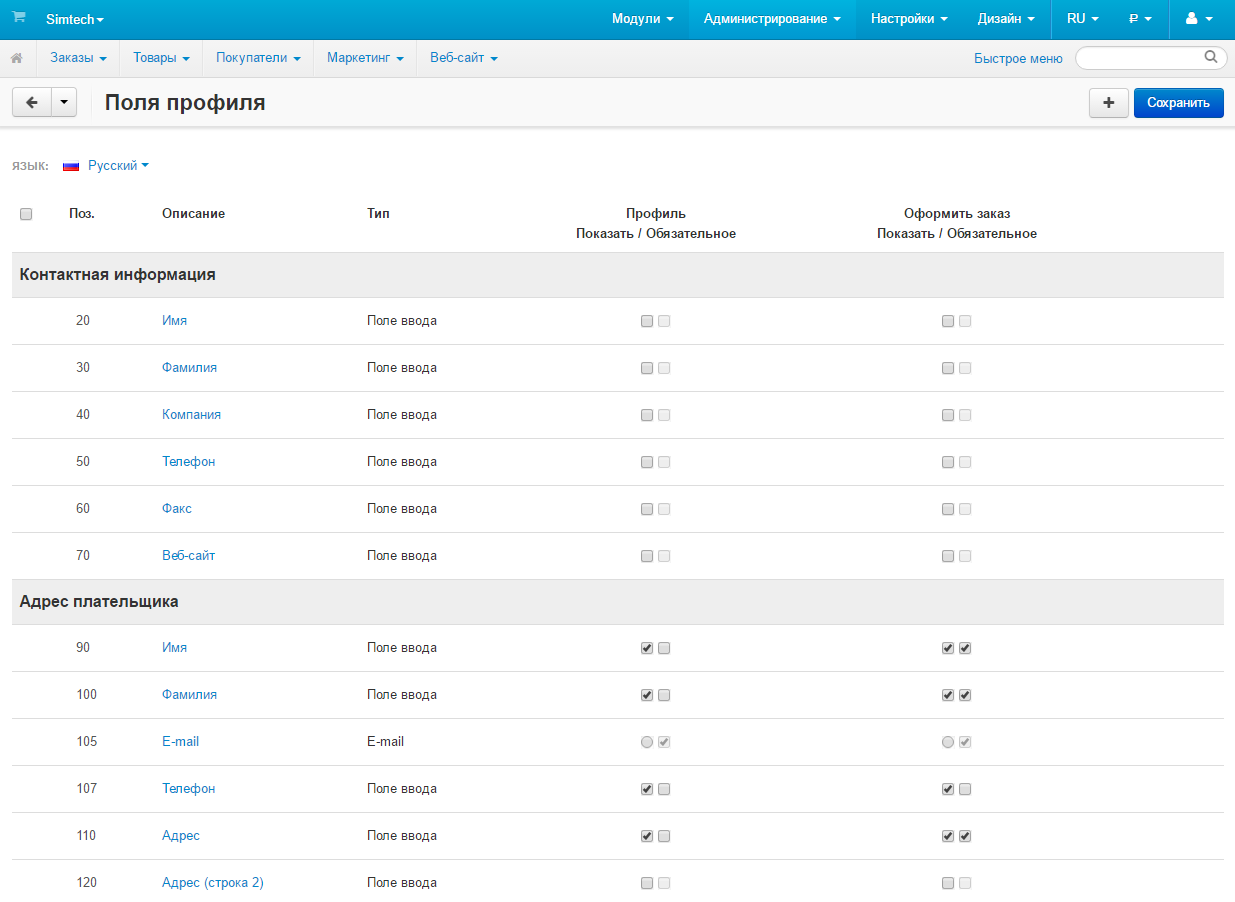 Simtech Модули Администрирование Настройки Дизайн RU ₽
Заказы Товары Покупатели Маркетинг Веб-сайт Быстрое меню
Поля профиля + Сохранить
ЯЗЫК: Русский
Поз. Описание Тип Профиль Оформить заказ
Показать / Обязательное Показать / Обязательное
Контактная информация
20 Имя Поле ввода
30 Фамилия Поле ввода
40 Компания Поле ввода
50 Телефон Поле ввода
60 Факс Поле ввода
70 Веб-сайт Поле ввода
Адрес плательщика
90 Имя Поле ввода
100 Фамилия Поле ввода
105 E-mail E-mail
107 Телефон Поле ввода
110 Адрес Поле ввода
120 Адрес (строка 2) Поле ввода